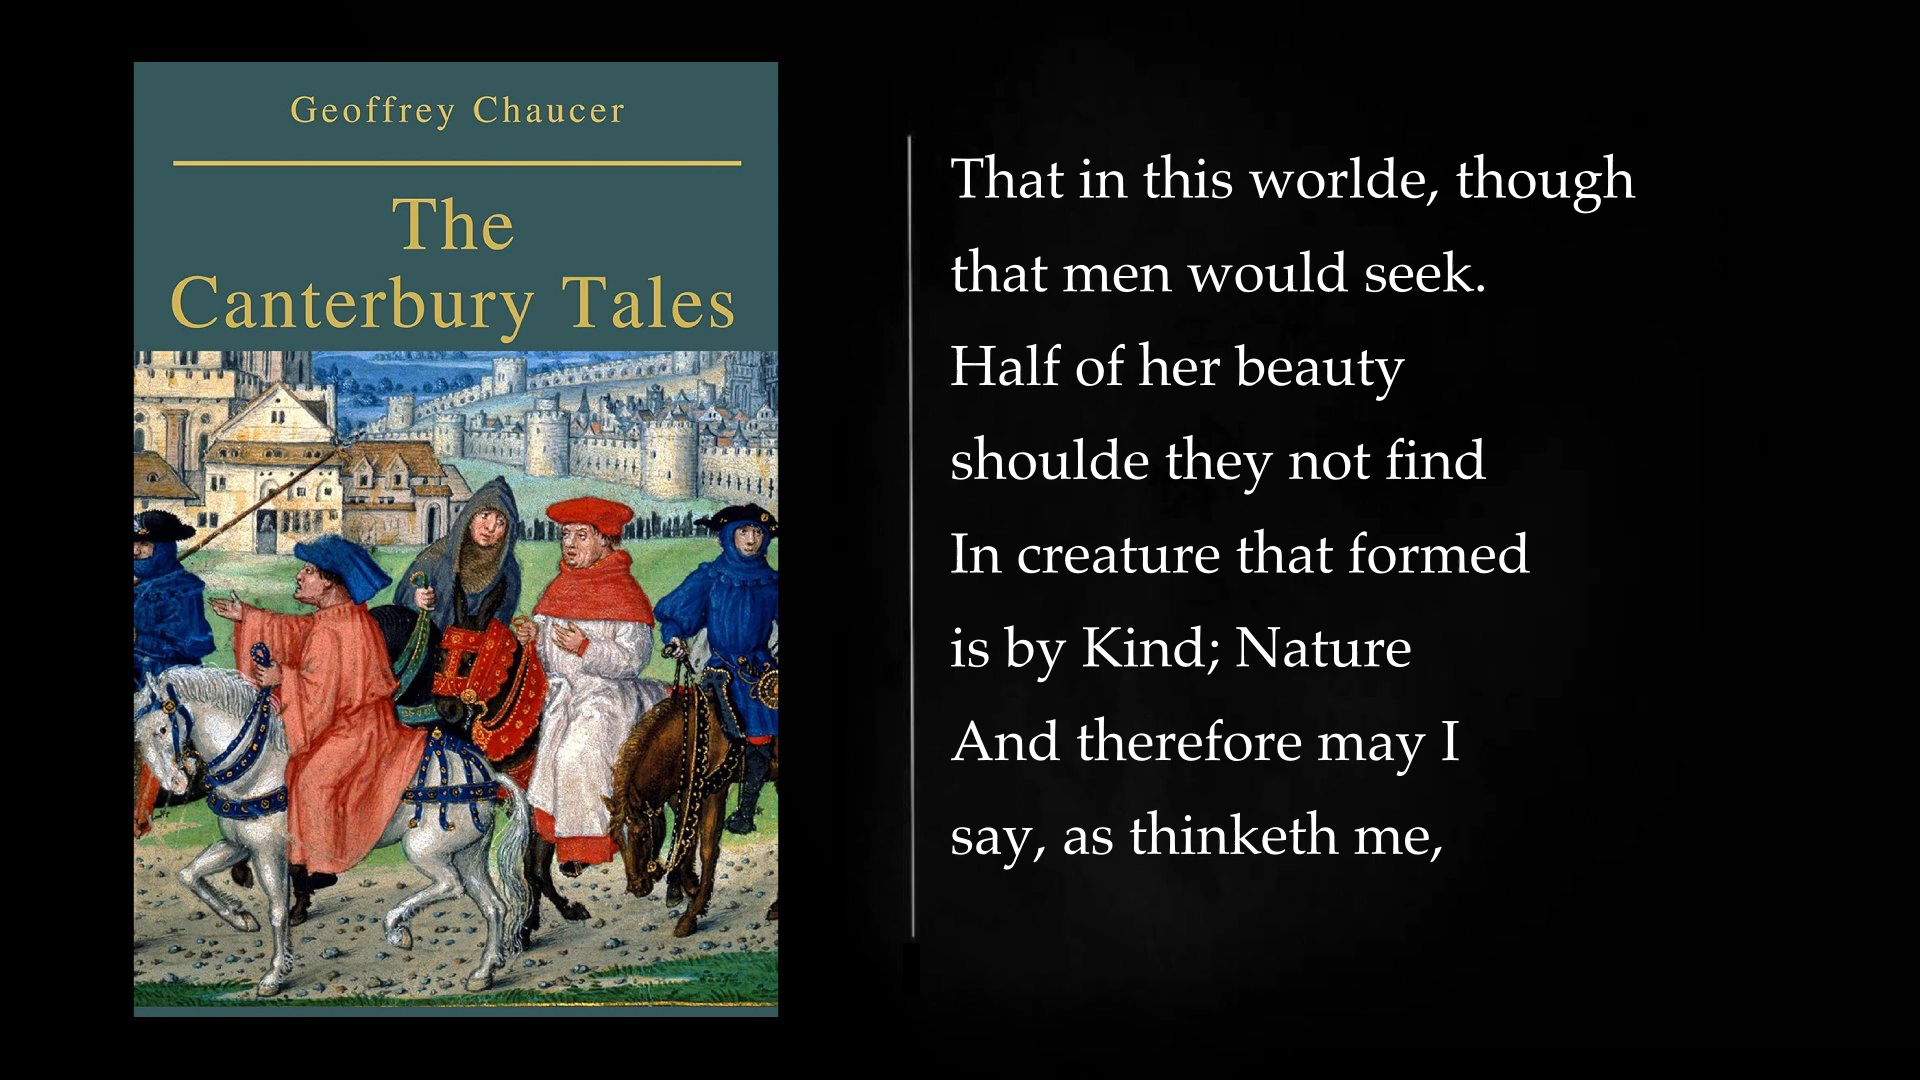 Geoffrey Chaucer
The
Canterbury Tales
That in this worlde, though
that men would seek.
Half of her beauty
shoulde they not find
In creature that formed
is by Kind; Nature
And therefore may I
say, as thinketh me,